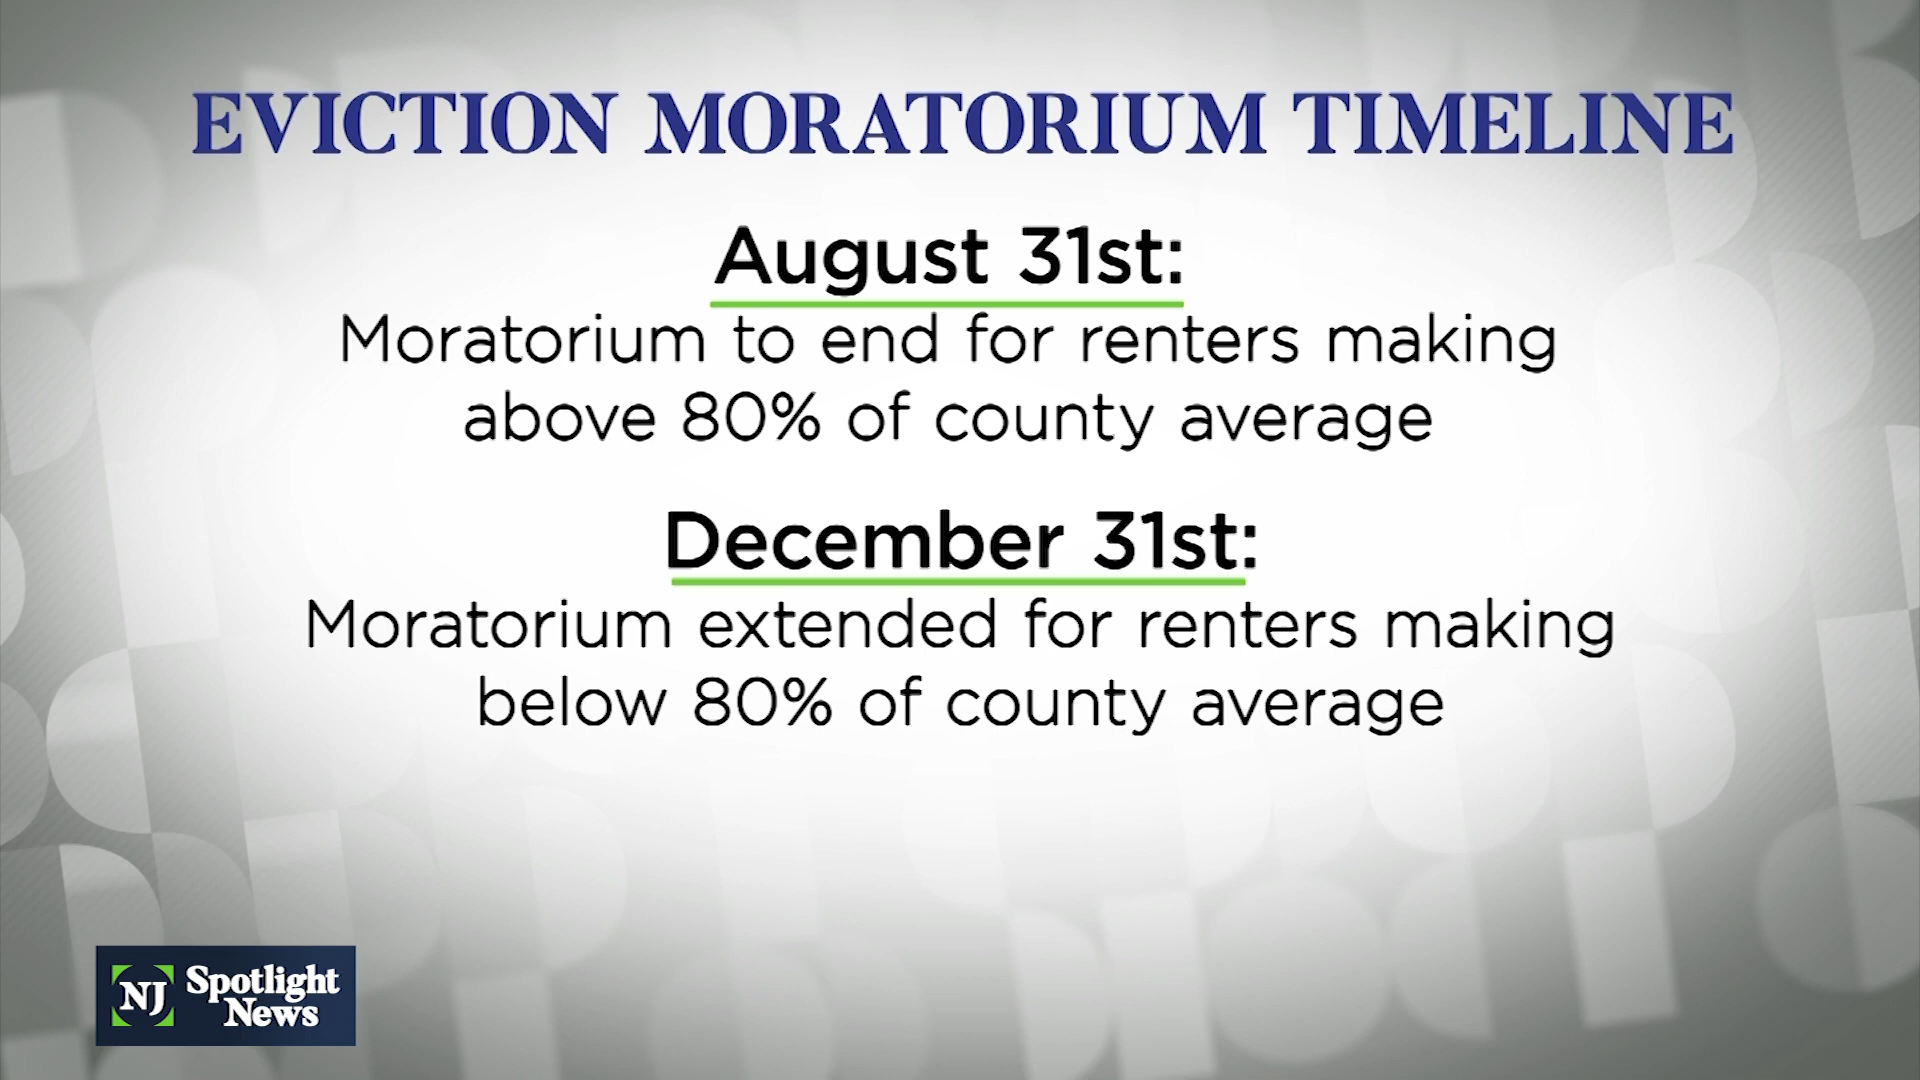 EVICTION MORATORIUM TIMELINE
August 31st:
Moratorium to end for renters making
above 80% of county average
December 31st:
Moratorium extended for renters making
below 80% of county average
NJ Spotlight
News